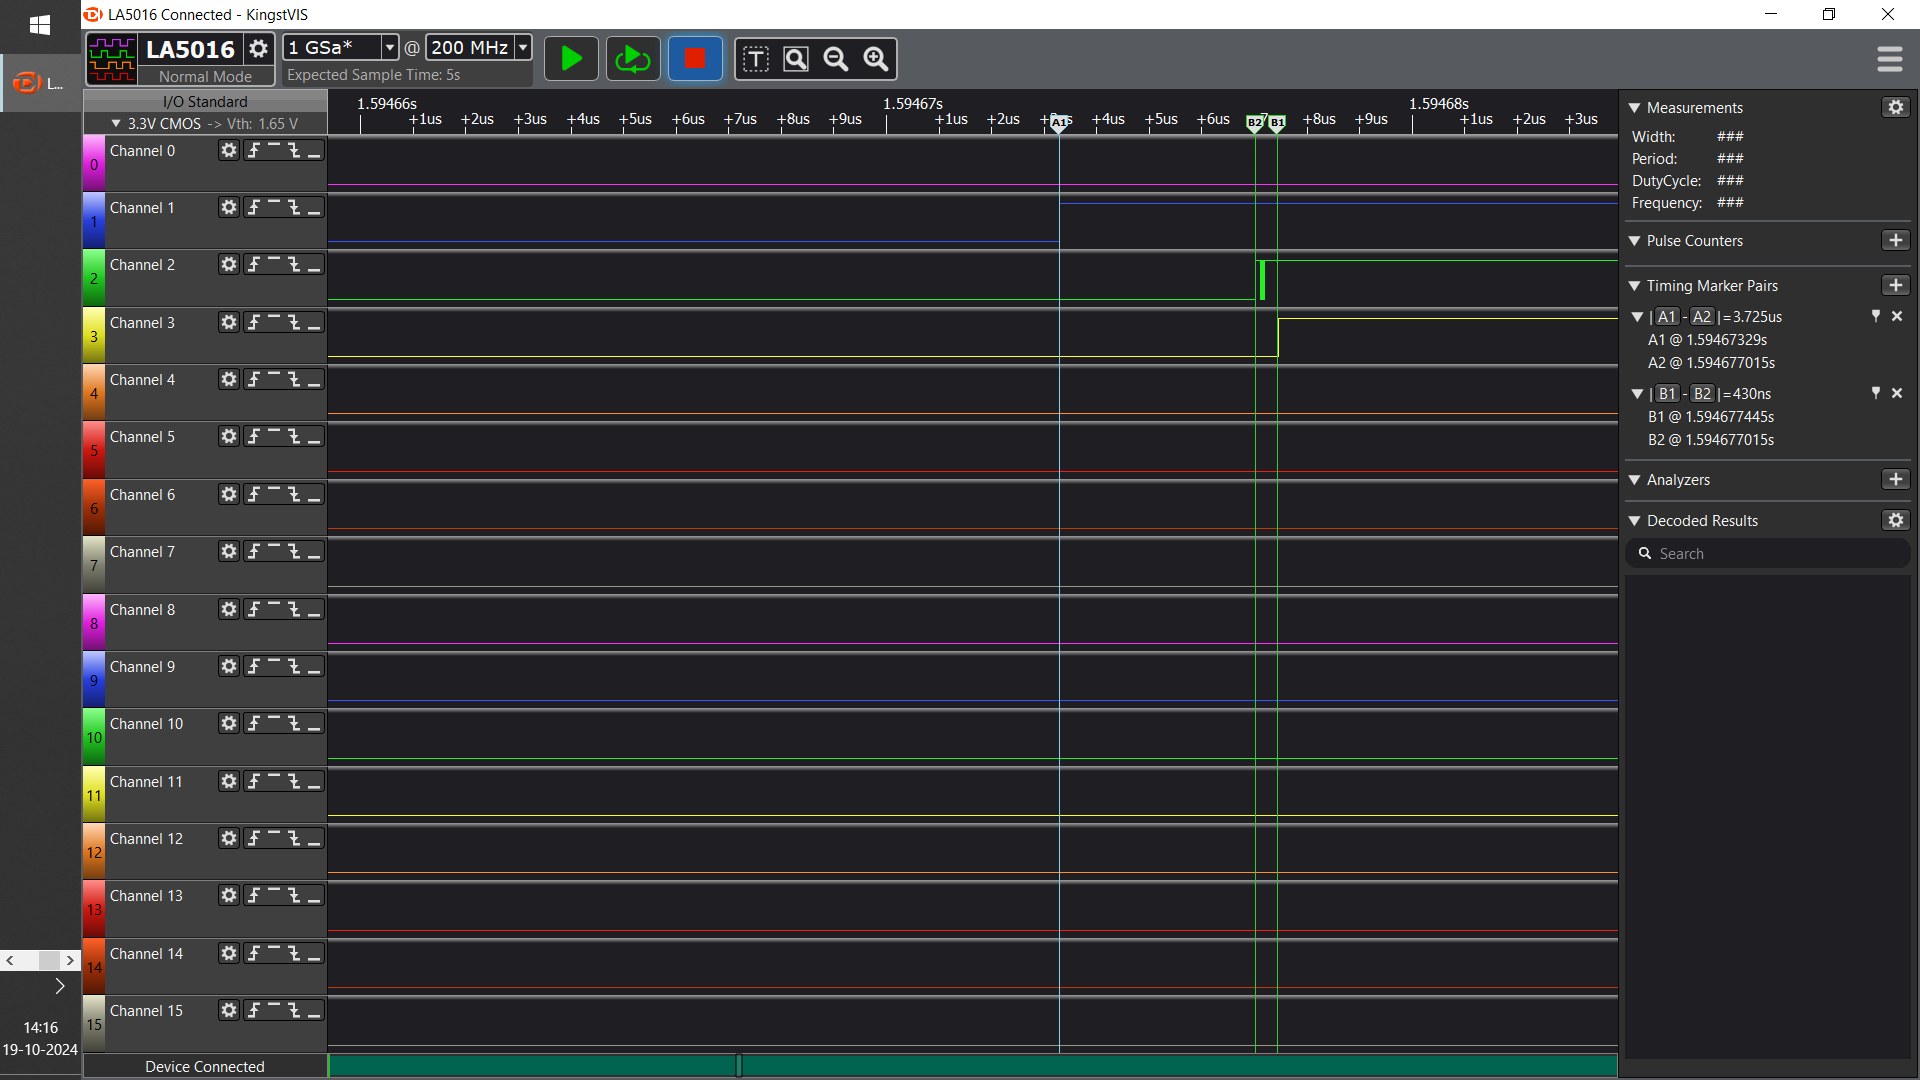 LA5016 Connected - KingstVIS
L...
LA5016
1 GSa*
@
200 MHz
Normal Mode
Expected Sample Time: 5s
I/O Standard
3.3V CMOS -> Vth: 1.65 V
1.59466s 1.59467s 1.59468s
+1us +2us +3us +4us +5us +6us +7us +8us +9us +1us +2us A1 +4us +5us +6us B2 B1 +8us +9us +1us +2us +3us
0 Channel 0
1 Channel 1
2 Channel 2
3 Channel 3
4 Channel 4
5 Channel 5
6 Channel 6
7 Channel 7
8 Channel 8
9 Channel 9
10 Channel 10
11 Channel 11
12 Channel 12
13 Channel 13
14 Channel 14
15 Channel 15
Device Connected
14:16
19-10-2024
Measurements
Width: ###
Period: ###
DutyCycle: ###
Frequency: ###
Pulse Counters
Timing Marker Pairs
| A1 - A2 | =3.725us
A1 @ 1.59467329s
A2 @ 1.594677015s
| B1 - B2 | =430ns
B1 @ 1.594677445s
B2 @ 1.594677015s
Analyzers
Decoded Results
Search